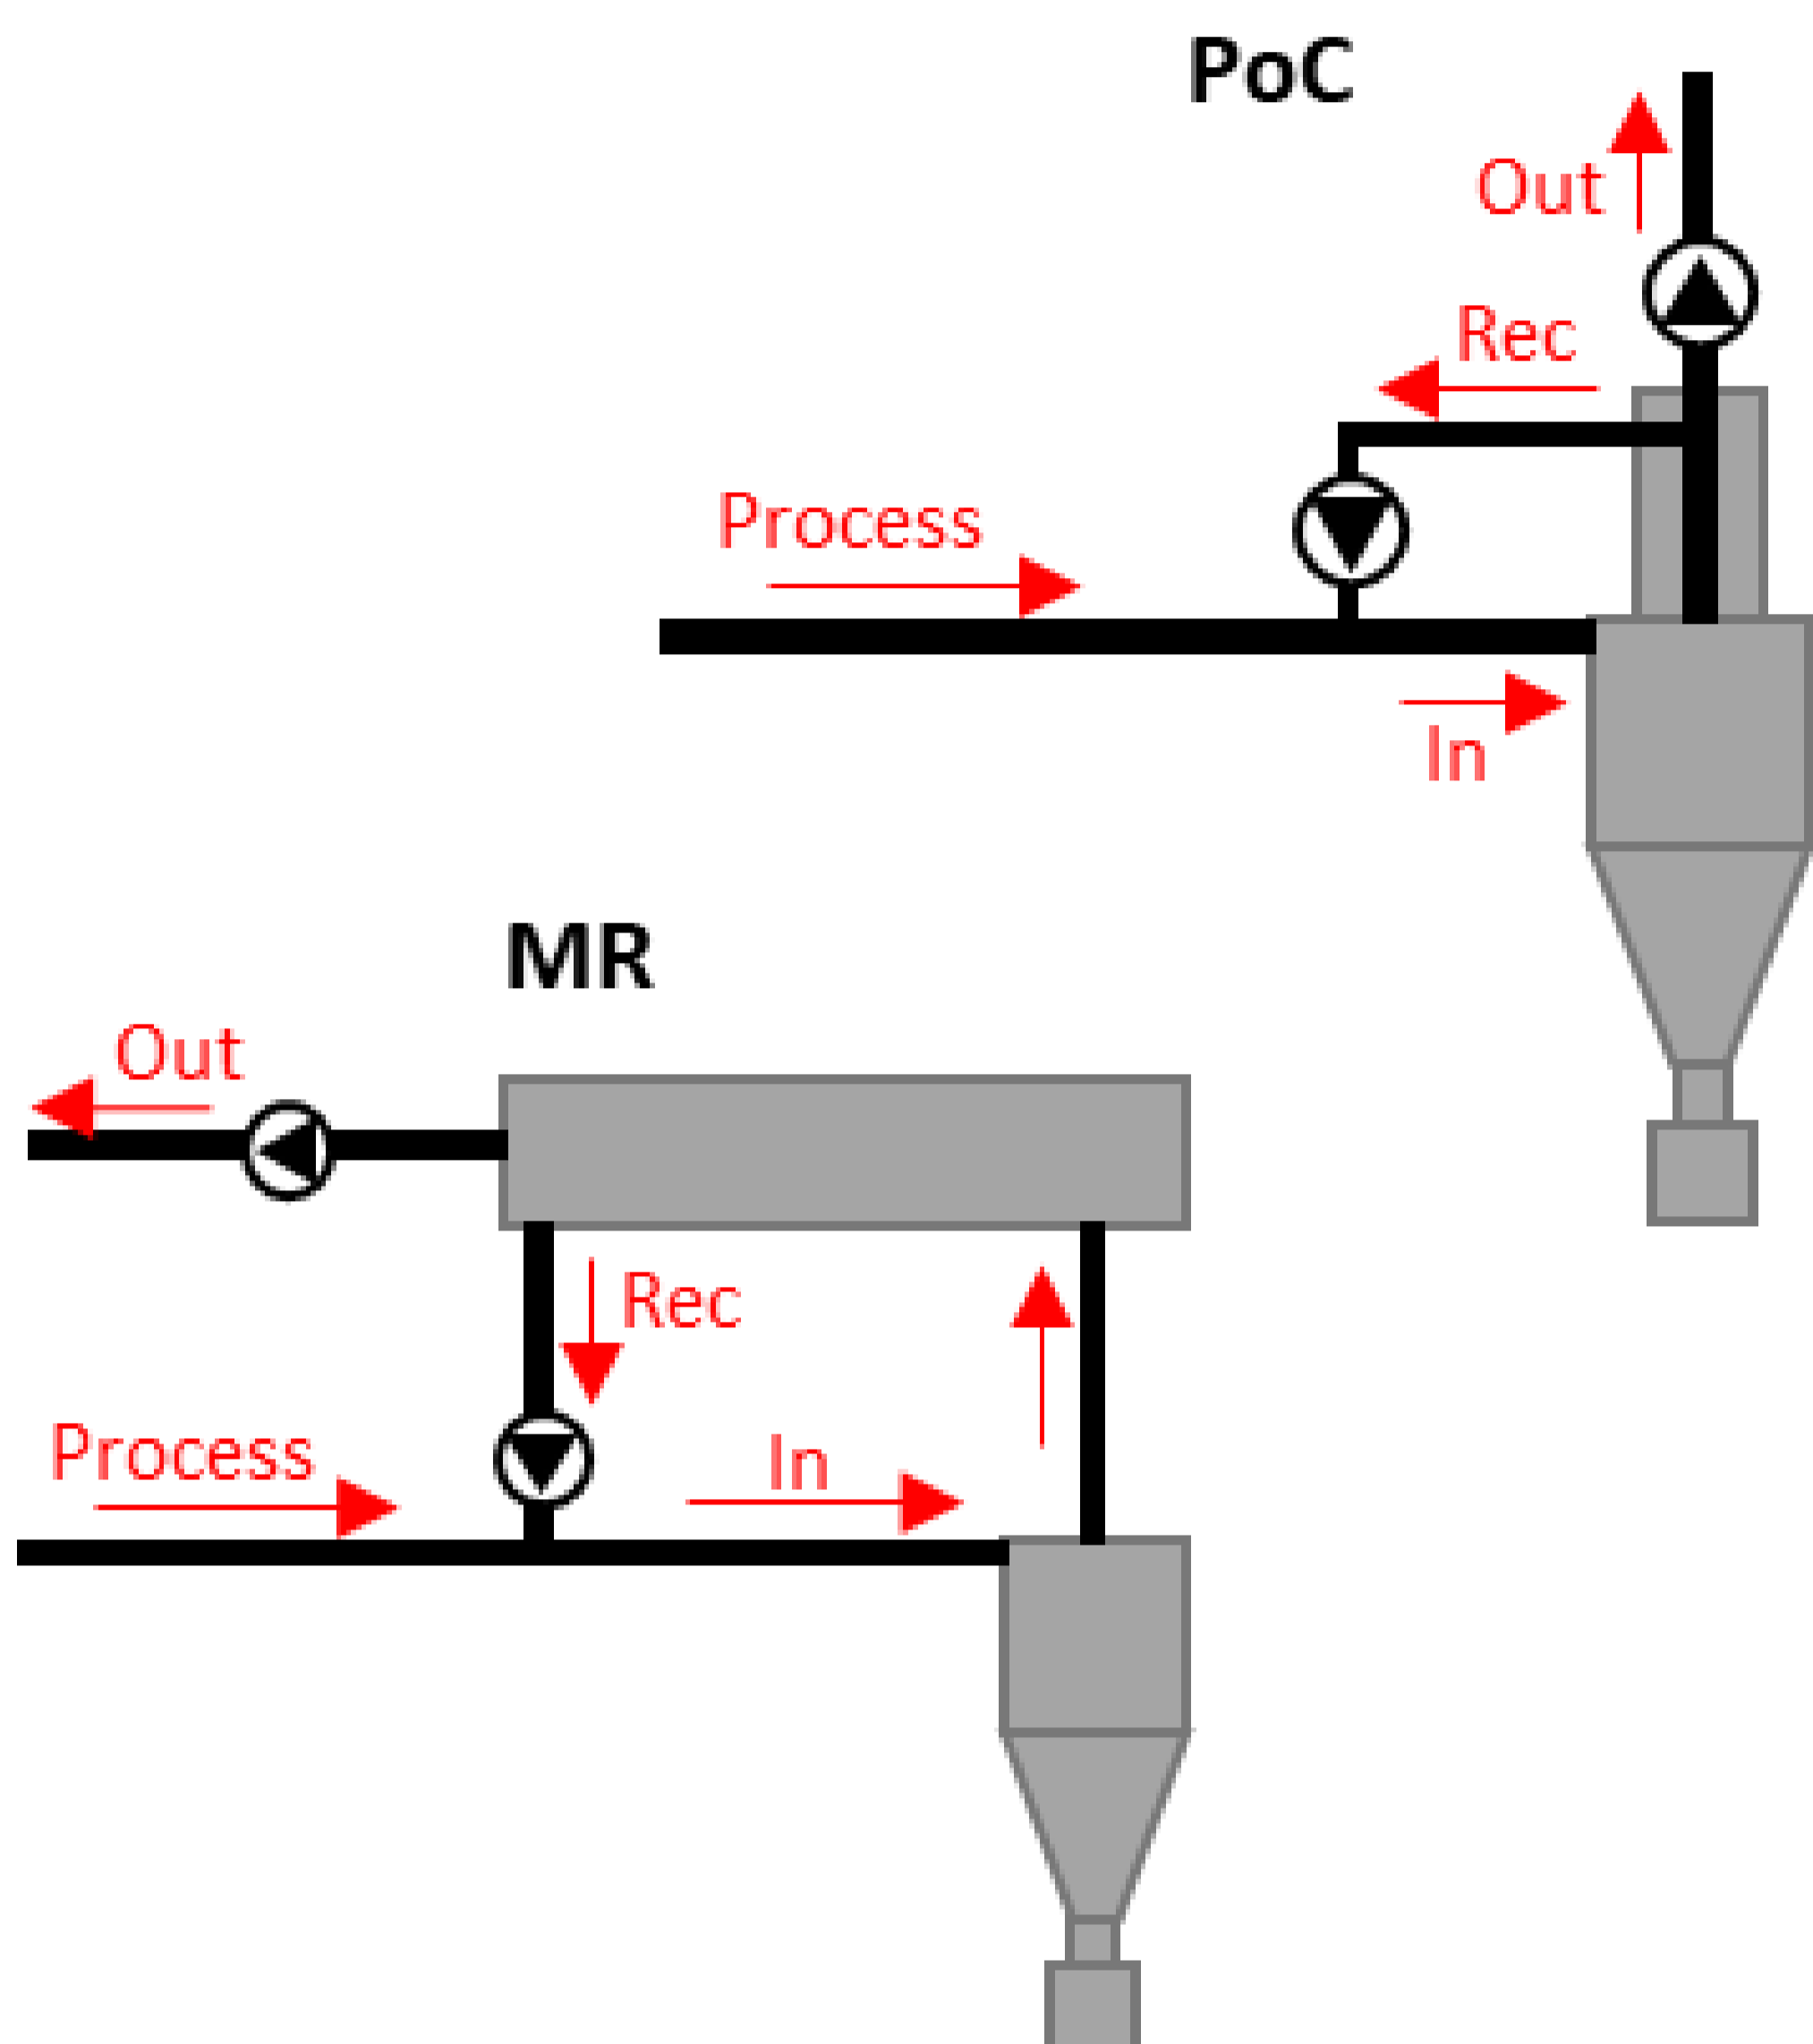 PoC
Out
Rec
Process
In
MR
Out
Rec
Process
In